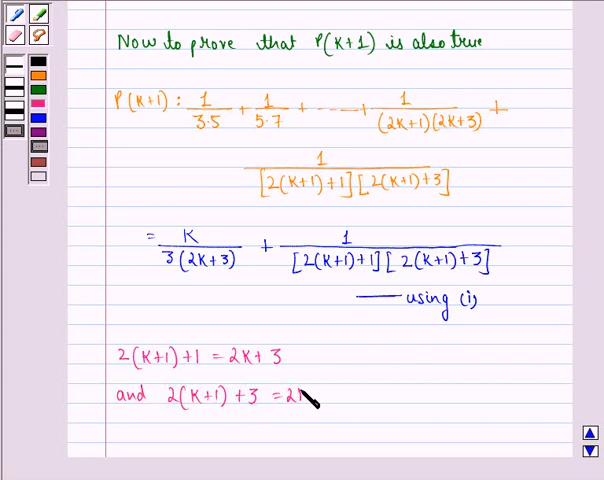 Now to prove that P(K+1) is also true
P(K+1) : 1/3.5 + 1/5.7 + ------ + 1/(2K+1)(2K+3) +
1/[2(K+1)+1][2(K+1)+3]
= K/3(2K+3) + 1/[2(K+1)+1][2(K+1)+3]
—— using (i)
2(K+1)+1 = 2K+3
and 2(K+1)+3 = 2